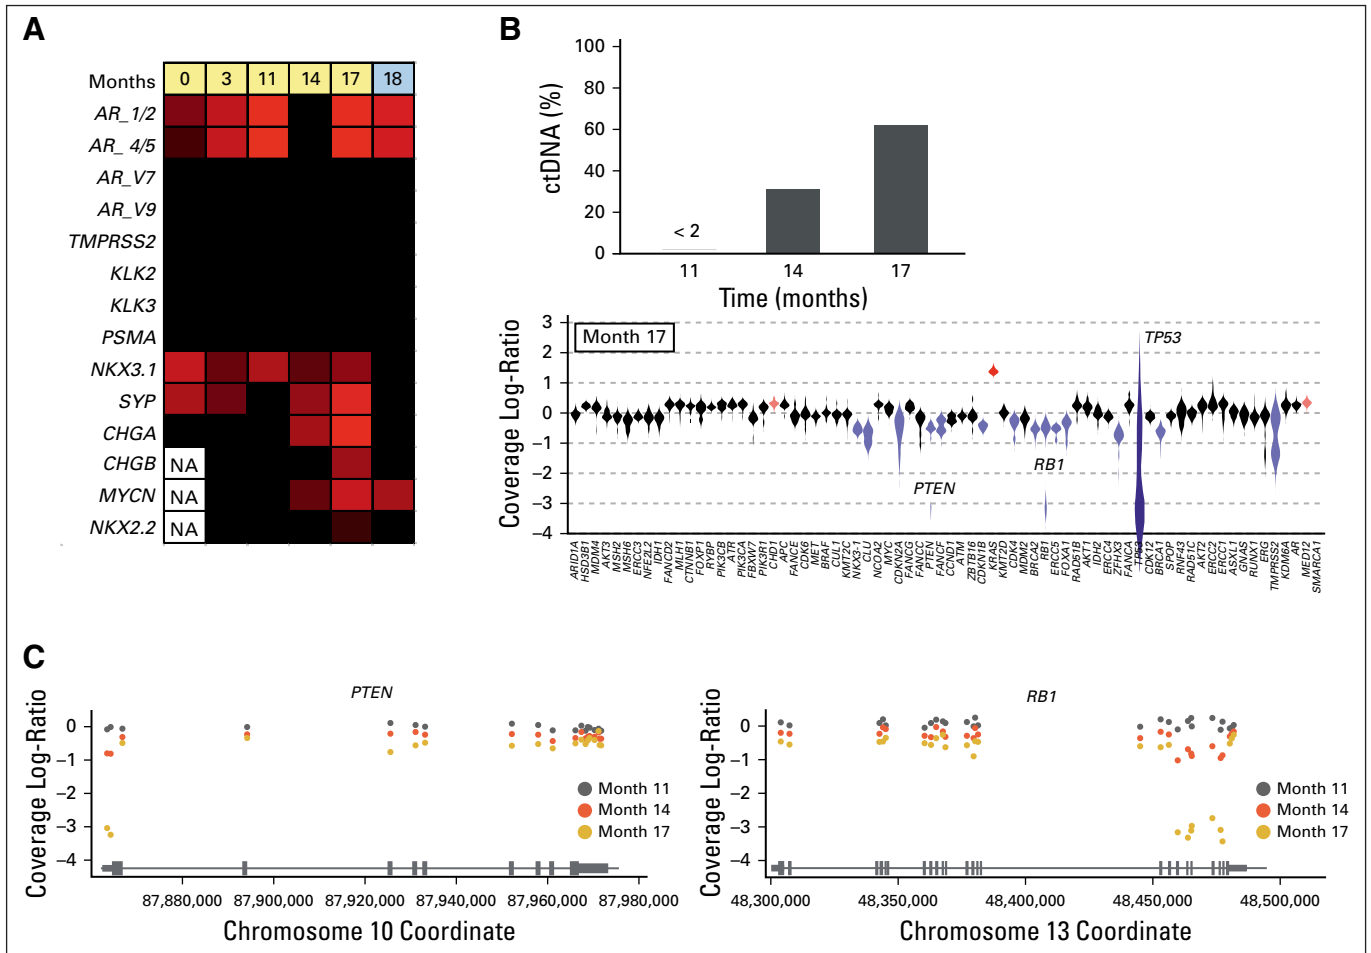 A
Months 0 3 11 14 17 18
AR_1/2
AR_ 4/5
AR_V7
AR_V9
TMPRSS2
KLK2
KLK3
PSMA
NKX3.1
SYP
CHGA
CHGB NA
MYCN NA
NKX2.2 NA
B
ctDNA (%)
100
80
60
40
20
0
< 2
11 14 17
Time (months)
Coverage Log-Ratio
3
2
1
0
−1
−2
−3
−4
Month 17
TP53
RB1
PTEN
ARID1A HSD3B1 MDM4 AKT3 MSH2 MSH6 ERCC3 NFE2L2 IDH1 FANCD2 MLH1 CTNNB1 FOXP1 RYBP PIK3CB ATR PIK3CA FBXW7 PIK3R1 CHD1 APC FANCE CDK6 MET BRAF CUL1 KMT2C NKX3-1 CLU NCOA2 MYC CDKN2A FANCG FANCC PTEN FANCF CCND1 ATM ZBTB16 CDKN1B KRAS KMT2D CDK4 MDM2 BRCA2 RB1 ERCC5 FOXA1 RAD51B AKT1 IDH2 ERCC4 ZFHX3 FANCA TP53 CDK12 BRCA1 SPOP RNF43 RAD51C AKT2 ERCC2 ERCC1 ASXL1 GNAS RUNX1 ERG TMPRSS2 KDM6A AR MED12 SMARCA1
C
PTEN
Coverage Log-Ratio
0
−1
−2
−3
−4
Month 11
Month 14
Month 17
87,880,000 87,900,000 87,920,000 87,940,000 87,960,000 87,980,000
Chromosome 10 Coordinate
RB1
Coverage Log-Ratio
0
−1
−2
−3
−4
Month 11
Month 14
Month 17
48,300,000 48,350,000 48,400,000 48,450,000 48,500,000
Chromosome 13 Coordinate